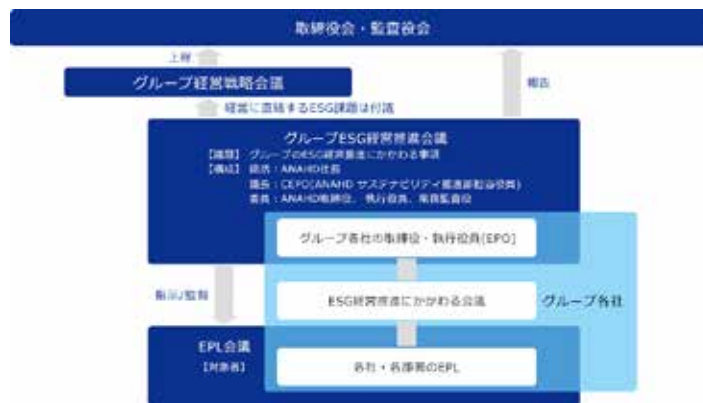 取締役会・監査役会
上程
報告
グループ経営戦略会議
経営に直結するESG課題は付議
グループESG経営推進会議
【議題】 グループのESG経営推進にかかわる事項
【構成】 総括：ANAHD社長
議長：CEPO(ANAHD サステナビリティ推進部担当役員)
委員：ANAHD取締役、執行役員、常勤監査役
グループ各社の取締役・執行役員(EPO)
指示/監督
ESG経営推進にかかわる会議
グループ各社
EPL会議
【対象者】
各社・各部署のEPL